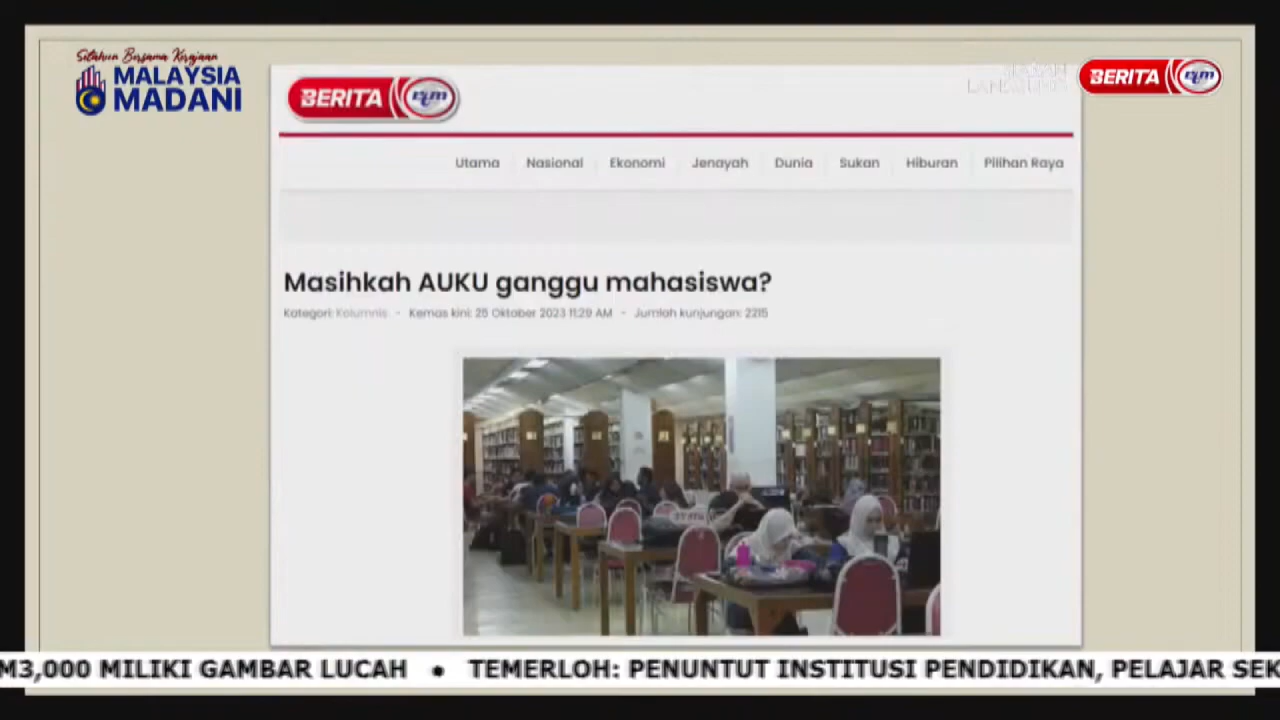 Setahun Bersama Kerajaan
MALAYSIA
MADANI
BERITA rtm
BERITA rtm
Utama Nasional Ekonomi Jenayah Dunia Sukan Hiburan Pilihan Raya
Masihkah AUKU ganggu mahasiswa?
Kategori: Kolumnis - Kemas kini: 25 Oktober 2023 11:29 AM - Jumlah kunjungan: 2215
M3,000 MILIKI GAMBAR LUCAH • TEMERLOH: PENUNTUT INSTITUSI PENDIDIKAN, PELAJAR SEK